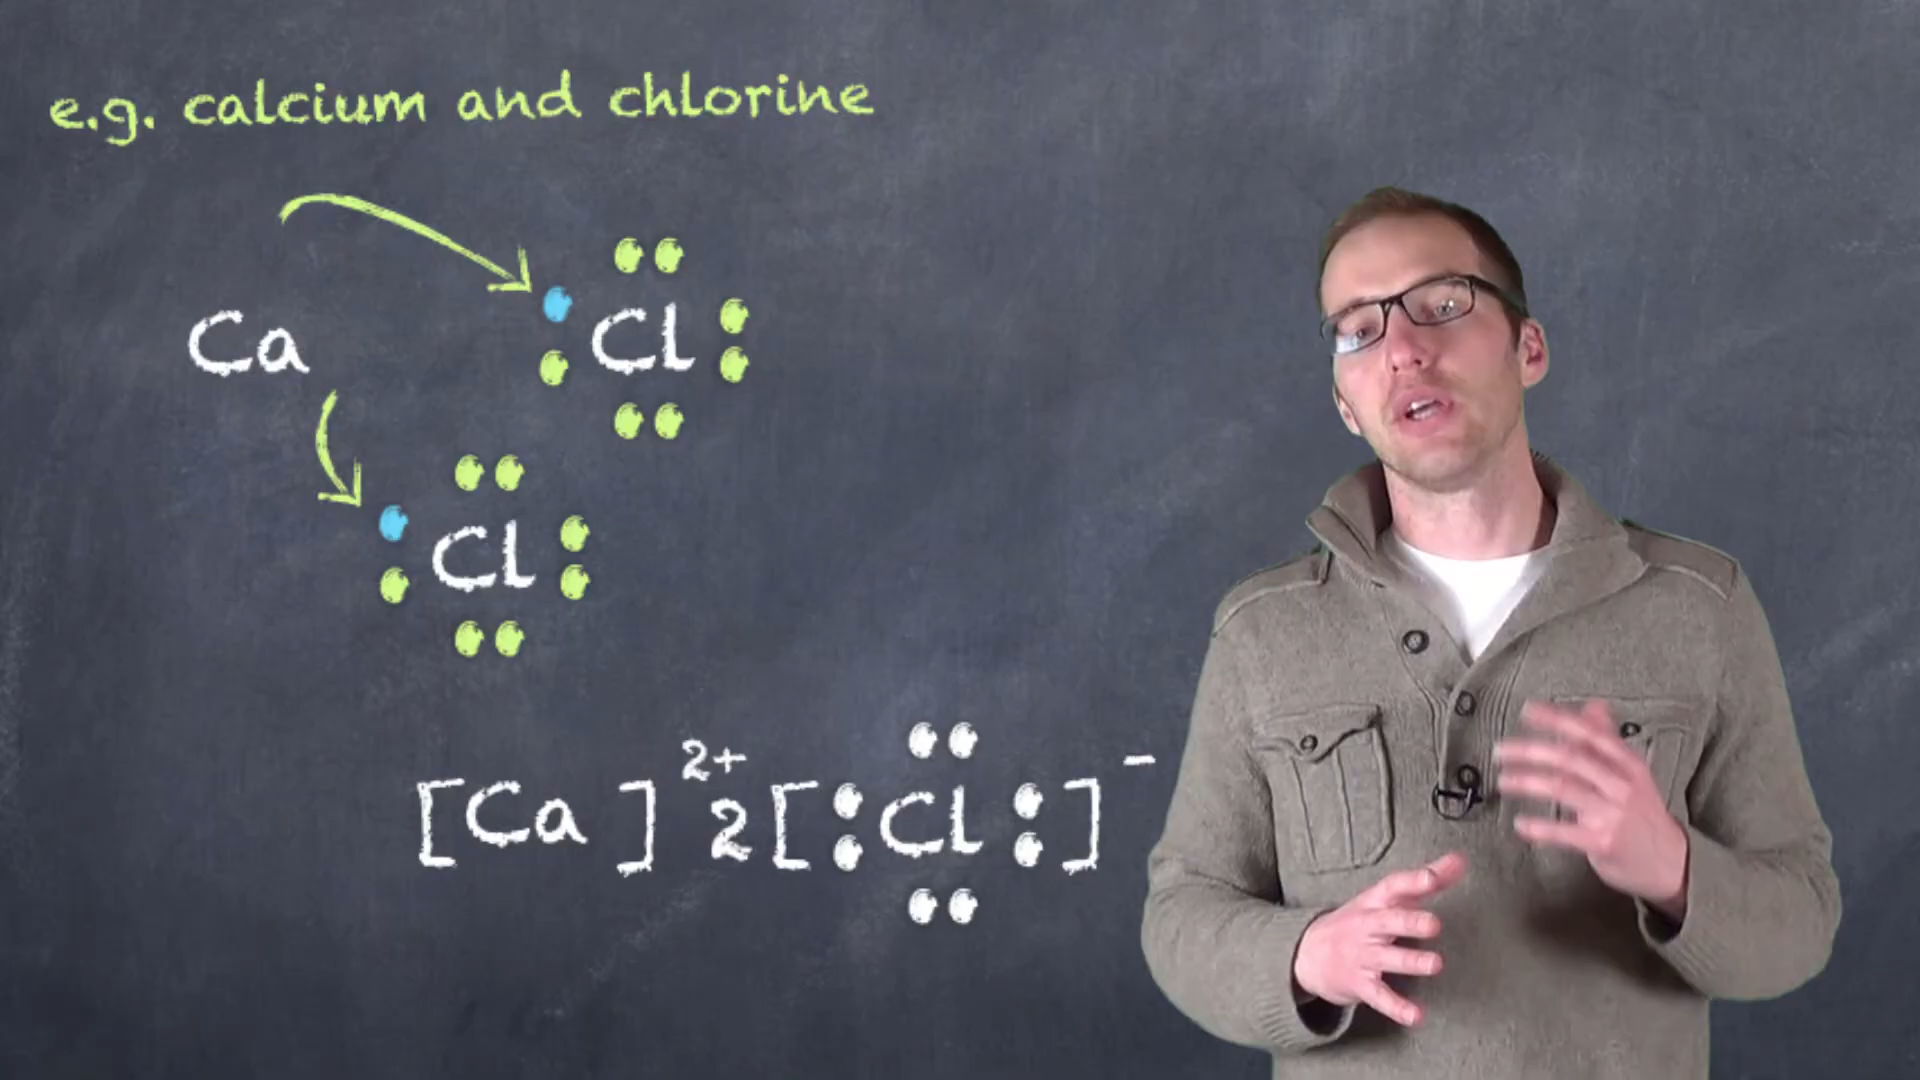 e.g. calcium and chlorine
Ca
Cl
Cl
[Ca]2+ 2[Cl]-